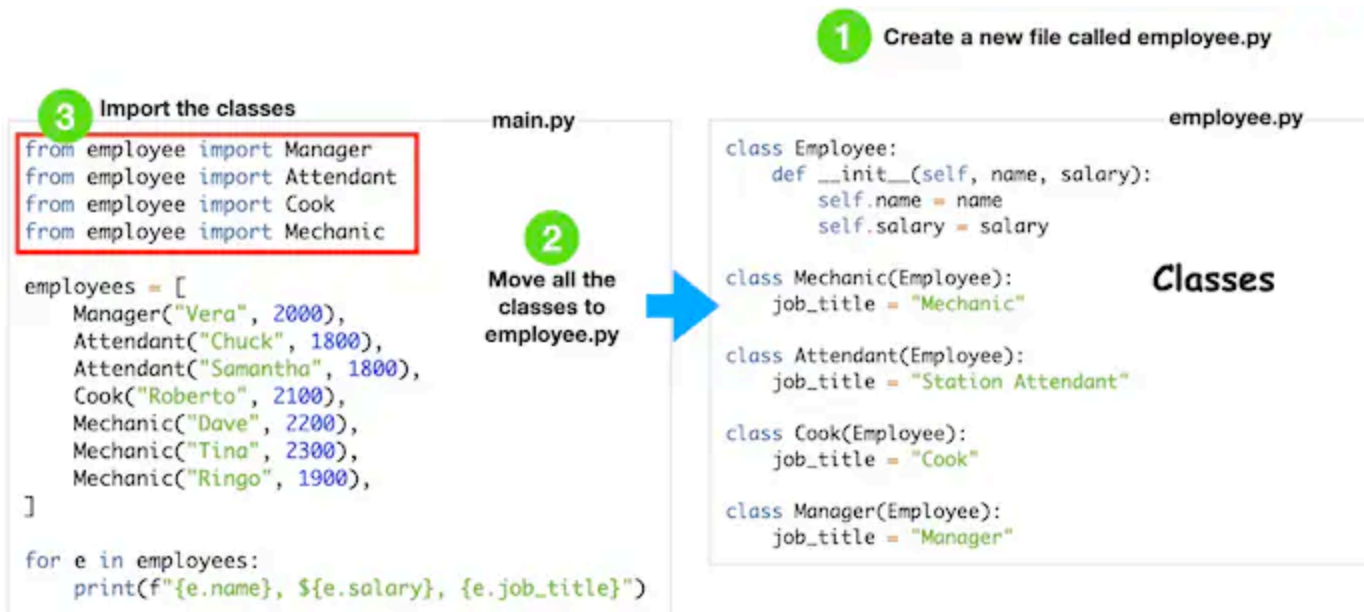 1 Create a new file called employee.py
3 Import the classes
main.py
from employee import Manager
from employee import Attendant
from employee import Cook
from employee import Mechanic

employees = [
    Manager("Vera", 2000),
    Attendant("Chuck", 1800),
    Attendant("Samantha", 1800),
    Cook("Roberto", 2100),
    Mechanic("Dave", 2200),
    Mechanic("Tina", 2300),
    Mechanic("Ringo", 1900),
]

for e in employees:
    print(f"{e.name}, ${e.salary}, {e.job_title}")
2
Move all the
classes to
employee.py
employee.py
class Employee:
    def __init__(self, name, salary):
        self.name = name
        self.salary = salary

class Mechanic(Employee):
    job_title = "Mechanic"

class Attendant(Employee):
    job_title = "Station Attendant"

class Cook(Employee):
    job_title = "Cook"

class Manager(Employee):
    job_title = "Manager"
Classes